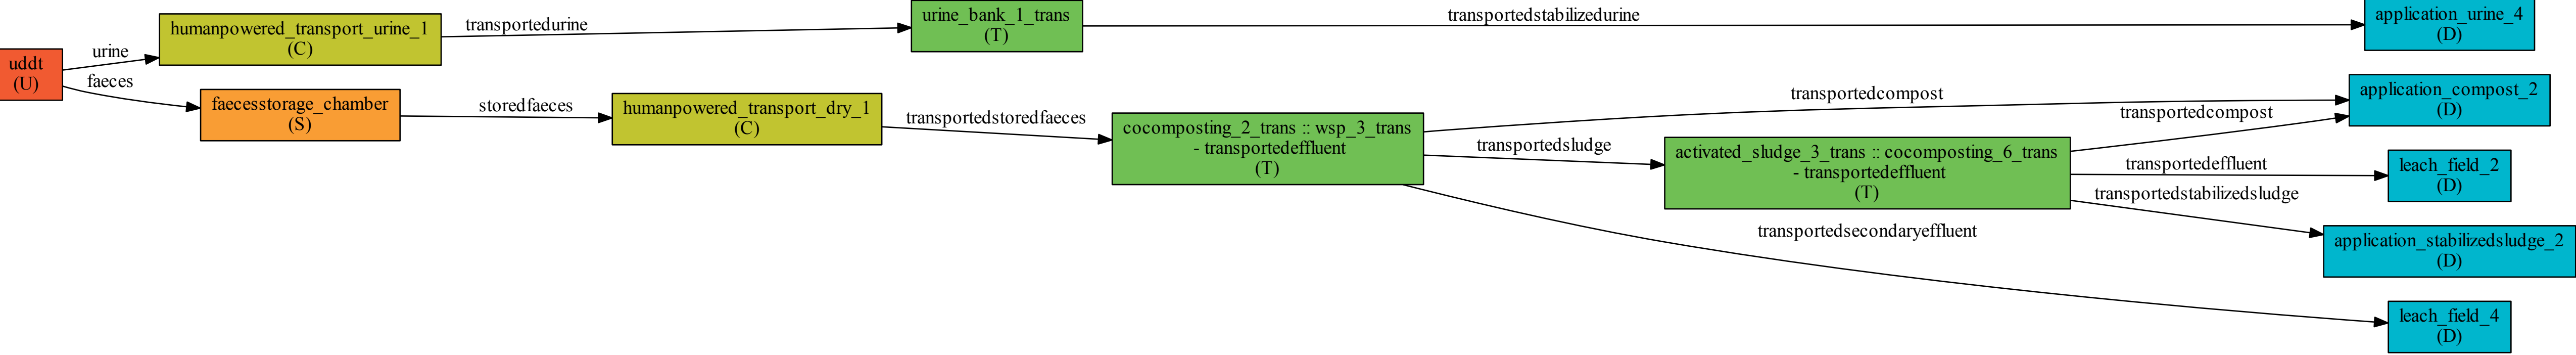 uddt
(U)
urine
faeces
humanpowered_transport_urine_1
(C)
transportedurine
urine_bank_1_trans
(T)
transportedstabilizedurine
application_urine_4
(D)
faecesstorage_chamber
(S)
storedfaeces
humanpowered_transport_dry_1
(C)
transportedstoredfaeces
cocomposting_2_trans :: wsp_3_trans
- transportedeffluent
(T)
transportedcompost
transportedsludge
transportedsecondaryeffluent
activated_sludge_3_trans :: cocomposting_6_trans
- transportedeffluent
(T)
transportedcompost
transportedeffluent
transportedstabilizedsludge
application_compost_2
(D)
leach_field_2
(D)
application_stabilizedsludge_2
(D)
leach_field_4
(D)